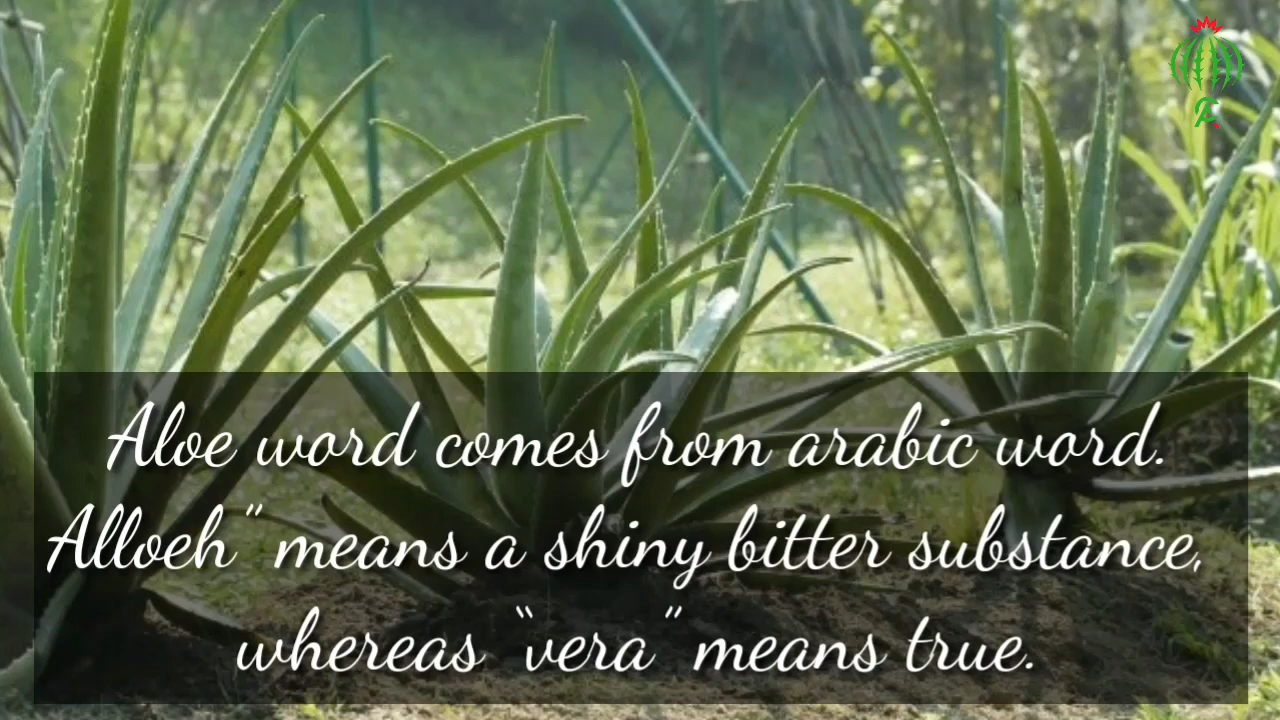 Aloe word comes from arabic word.
Alloeh” means a shiny bitter substance,
whereas “vera” means true.